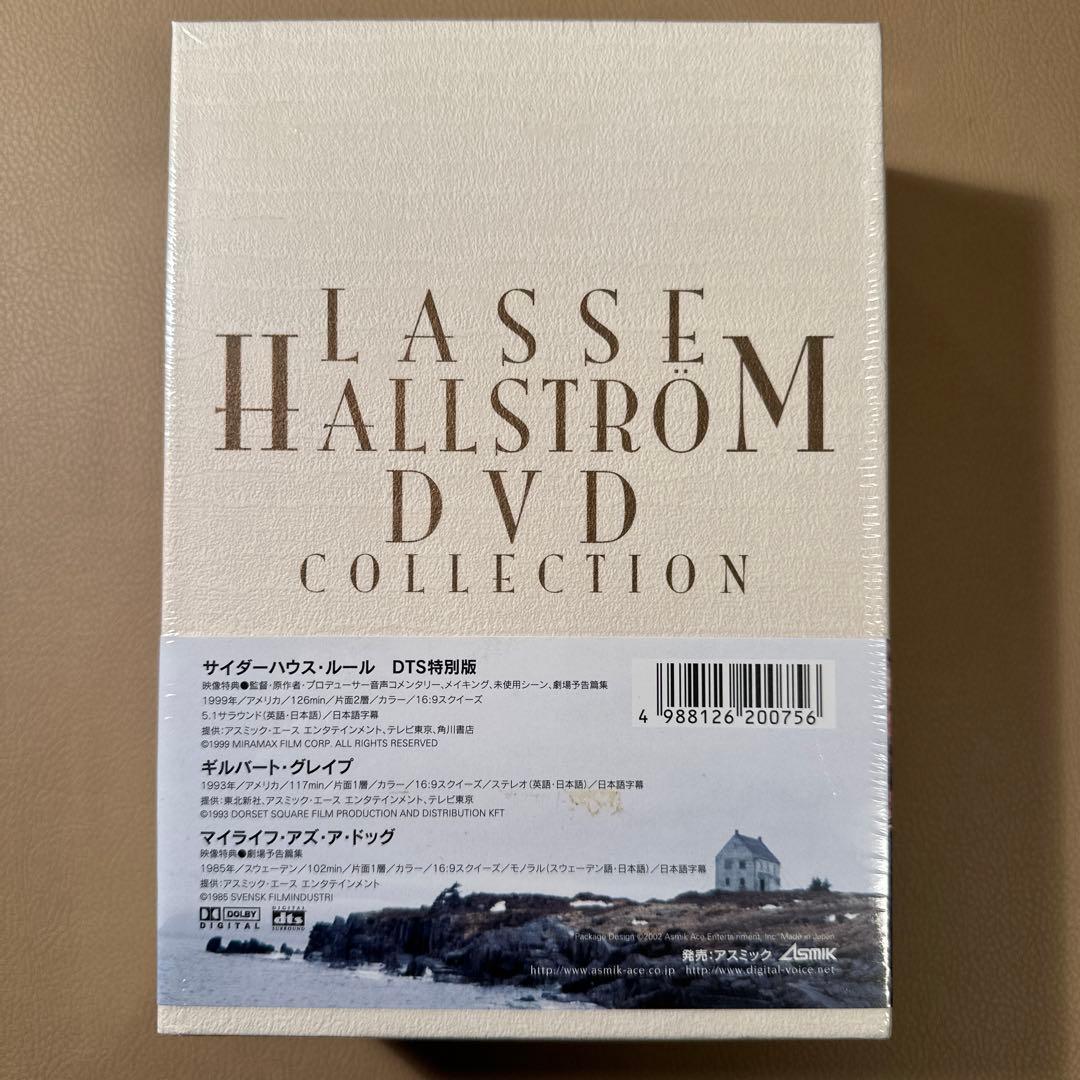 LASSE
HALLSTRÖM
DVD
COLLECTION
サイダーハウス・ルール DTS特別版
映像特典●監督・原作者・プロデューサー音声コメンタリー、メイキング、未使用シーン、劇場予告篇集
1999年／アメリカ／126min／片面2層／カラー／16:9スクイーズ
5.1サラウンド(英語・日本語)／日本語字幕
提供:アスミック・エース エンタテインメント、テレビ東京、角川書店
©1999 MIRAMAX FILM CORP. ALL RIGHTS RESERVED
4 988126 200756
ギルバート・グレイプ
1993年／アメリカ／117min／片面1層／カラー／16:9スクイーズ／ステレオ(英語・日本語)／日本語字幕
提供:東北新社、アスミック・エース エンタテインメント、テレビ東京
©1993 DORSET SQUARE FILM PRODUCTION AND DISTRIBUTION KFT
マイライフ・アズ・ア・ドッグ
映像特典●劇場予告篇集
1985年／スウェーデン／102min／片面1層／カラー／16:9スクイーズ／モノラル(スウェーデン語・日本語)／日本語字幕
提供:アスミック・エース エンタテインメント
©1985 SVENSK FILMINDUSTRI
DOLBY
DIGITAL
DIGITAL
dts
SURROUND
Package Design ©2002 Asmik Ace Entertainment, Inc. Made in Japan
発売:アスミック ASMIK
http://www.asmik-ace.co.jp http://www.digital-voice.net